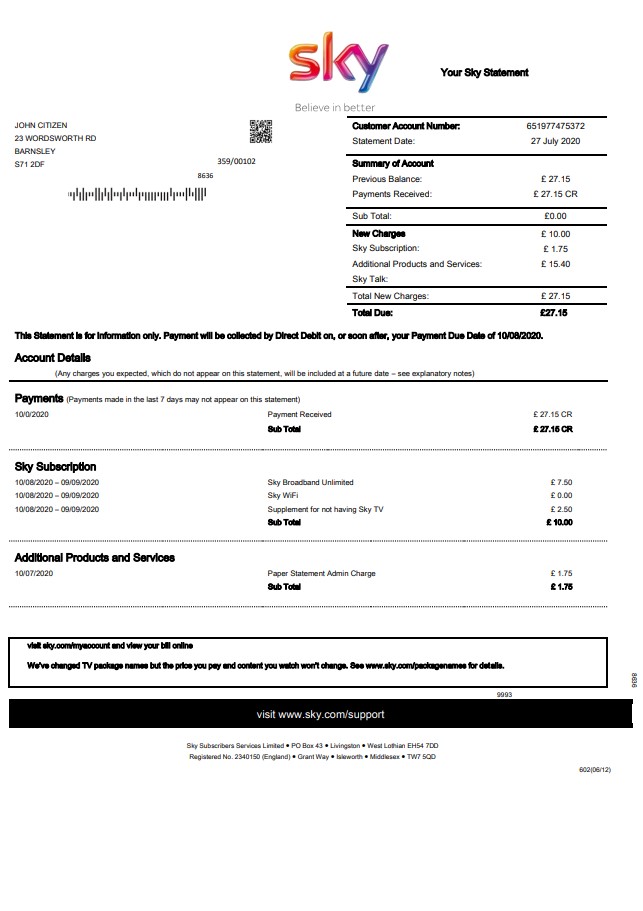 sky
Believe in better
Your Sky Statement
JOHN CITIZEN
23 WORDSWORTH RD
BARNSLEY
S71 2DF
359/00102
8636
Customer Account Number: 651977475372
Statement Date: 27 July 2020
Summary of Account
Previous Balance: £ 27.15
Payments Received: £ 27.15 CR
Sub Total: £0.00
New Charges £ 10.00
Sky Subscription: £ 1.75
Additional Products and Services: £ 15.40
Sky Talk:
Total New Charges: £ 27.15
Total Due: £27.15
This Statement is for information only. Payment will be collected by Direct Debit on, or soon after, your Payment Due Date of 10/08/2020.
Account Details
(Any charges you expected, which do not appear on this statement, will be included at a future date – see explanatory notes)
Payments (Payments made in the last 7 days may not appear on this statement)
10/0/2020 Payment Received £ 27.15 CR
Sub Total £ 27.15 CR
Sky Subscription
10/08/2020 – 09/09/2020 Sky Broadband Unlimited £ 7.50
10/08/2020 – 09/09/2020 Sky WiFi £ 0.00
10/08/2020 – 09/09/2020 Supplement for not having Sky TV £ 2.50
Sub Total £ 10.00
Additional Products and Services
10/07/2020 Paper Statement Admin Charge £ 1.75
Sub Total £ 1.75
visit sky.com/myaccount and view your bill online
We've changed TV package names but the price you pay and content you watch won't change. See www.sky.com/packagenames for details.
8636
9993
visit www.sky.com/support
Sky Subscribers Services Limited ● PO Box 43 ● Livingston ● West Lothian EH54 7DD
Registered No. 2340150 (England) ● Grant Way ● Isleworth ● Middlesex ● TW7 5QD
602(06/12)